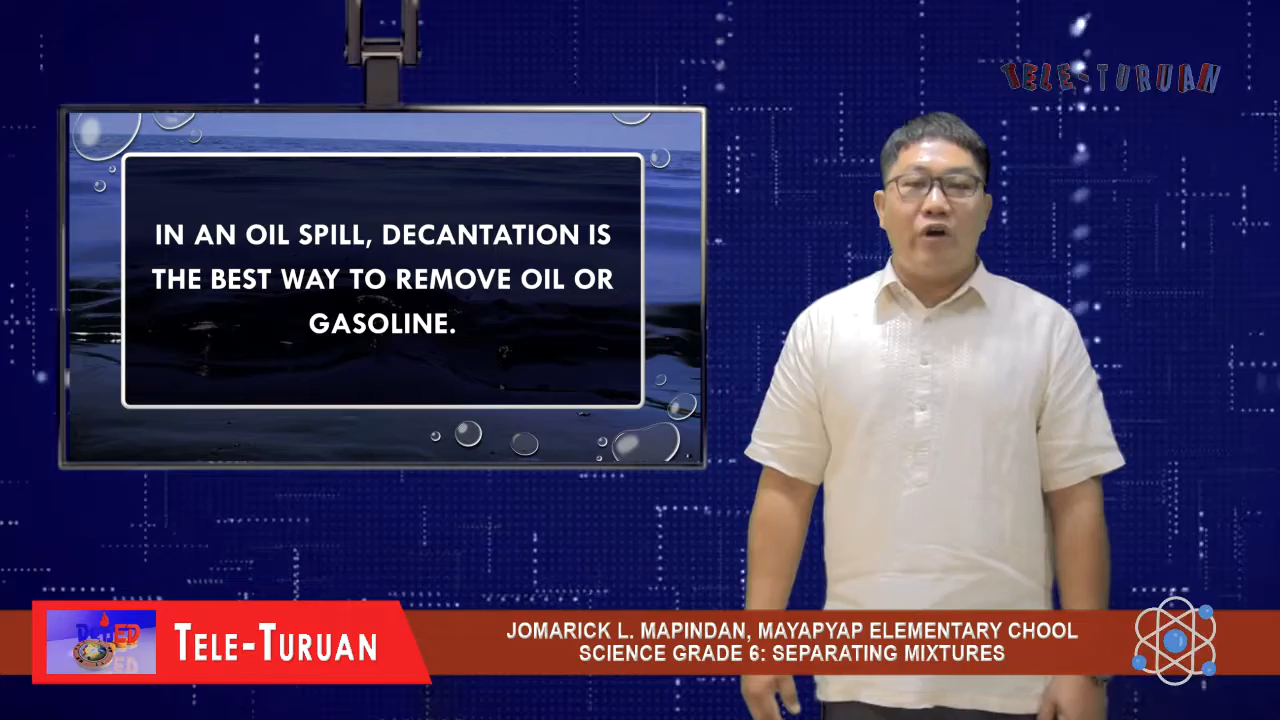 TELE-TURUAN
IN AN OIL SPILL, DECANTATION IS
THE BEST WAY TO REMOVE OIL OR
GASOLINE.
DepED
TELE-TURUAN
JOMARICK L. MAPINDAN, MAYAPYAP ELEMENTARY CHOOL
SCIENCE GRADE 6: SEPARATING MIXTURES